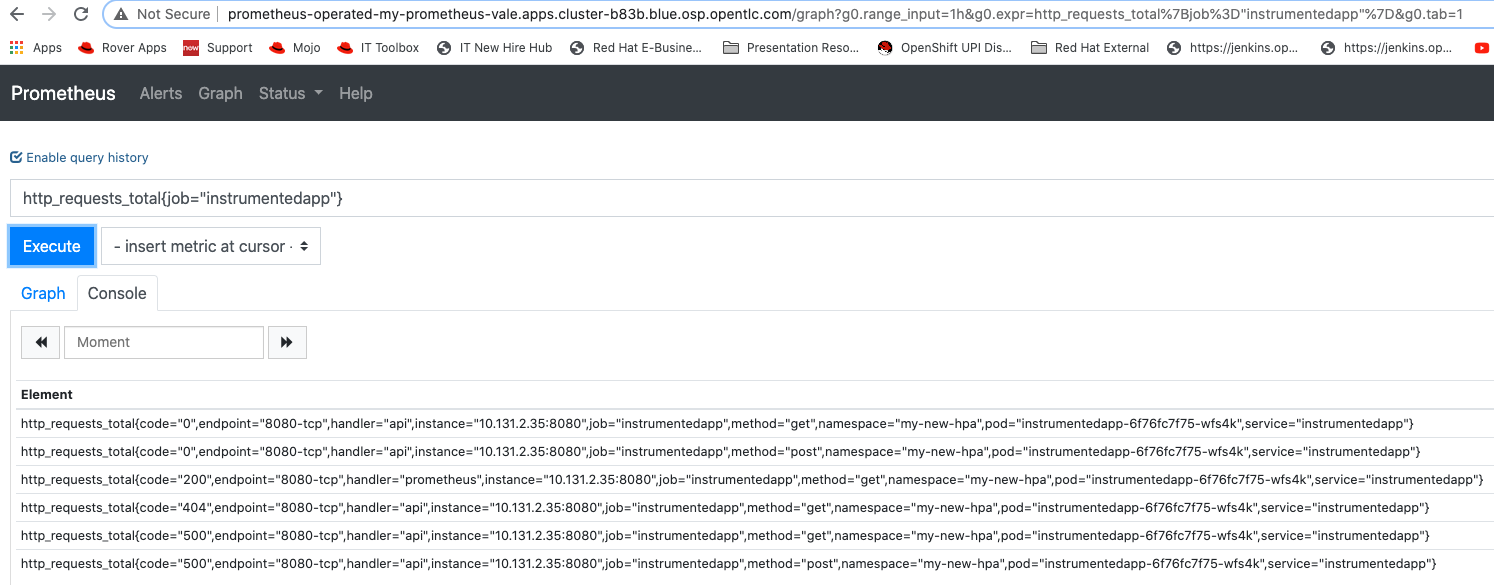 Not Secure prometheus-operated-my-prometheus-vale.apps.cluster-b83b.blue.osp.opentlc.com/graph?g0.range_input=1h&g0.expr=http_requests_total%7Bjob%3D"instrumentedapp"%7D&g0.tab=1
Apps Rover Apps now Support Mojo IT Toolbox IT New Hire Hub Red Hat E-Busine... Presentation Reso... OpenShift UPI Dis... Red Hat External https://jenkins.op... https://jenkins.op...
Prometheus Alerts Graph Status Help
Enable query history
http_requests_total{job="instrumentedapp"}
Execute - insert metric at cursor -
Graph Console
Moment
Element
http_requests_total{code="0",endpoint="8080-tcp",handler="api",instance="10.131.2.35:8080",job="instrumentedapp",method="get",namespace="my-new-hpa",pod="instrumentedapp-6f76fc7f75-wfs4k",service="instrumentedapp"}
http_requests_total{code="0",endpoint="8080-tcp",handler="api",instance="10.131.2.35:8080",job="instrumentedapp",method="post",namespace="my-new-hpa",pod="instrumentedapp-6f76fc7f75-wfs4k",service="instrumentedapp"}
http_requests_total{code="200",endpoint="8080-tcp",handler="prometheus",instance="10.131.2.35:8080",job="instrumentedapp",method="get",namespace="my-new-hpa",pod="instrumentedapp-6f76fc7f75-wfs4k",service="instrumentedapp"}
http_requests_total{code="404",endpoint="8080-tcp",handler="api",instance="10.131.2.35:8080",job="instrumentedapp",method="get",namespace="my-new-hpa",pod="instrumentedapp-6f76fc7f75-wfs4k",service="instrumentedapp"}
http_requests_total{code="500",endpoint="8080-tcp",handler="api",instance="10.131.2.35:8080",job="instrumentedapp",method="get",namespace="my-new-hpa",pod="instrumentedapp-6f76fc7f75-wfs4k",service="instrumentedapp"}
http_requests_total{code="500",endpoint="8080-tcp",handler="api",instance="10.131.2.35:8080",job="instrumentedapp",method="post",namespace="my-new-hpa",pod="instrumentedapp-6f76fc7f75-wfs4k",service="instrumentedapp"}